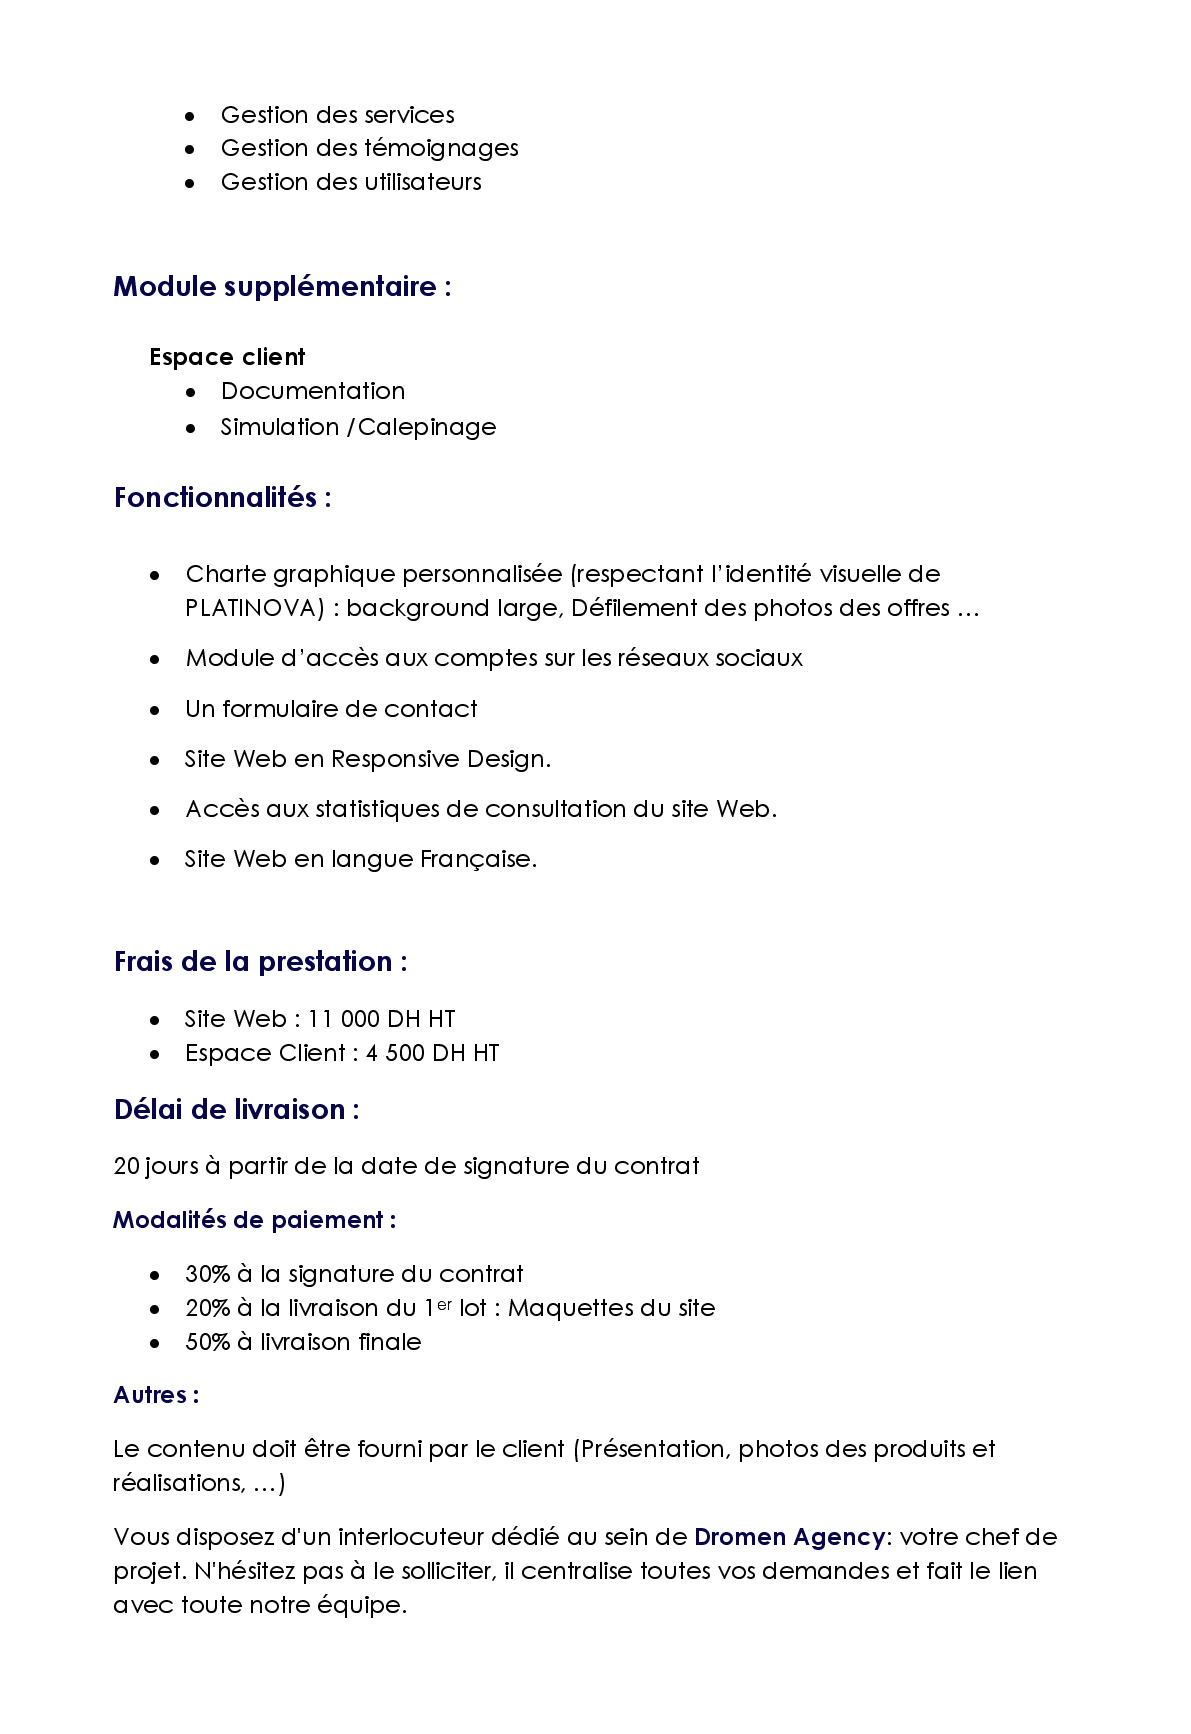 • Gestion des services
• Gestion des témoignages
• Gestion des utilisateurs
Module supplémentaire :
Espace client
• Documentation
• Simulation /Calepinage
Fonctionnalités :
• Charte graphique personnalisée (respectant l’identité visuelle de
PLATINOVA) : background large, Défilement des photos des offres …
• Module d’accès aux comptes sur les réseaux sociaux
• Un formulaire de contact
• Site Web en Responsive Design.
• Accès aux statistiques de consultation du site Web.
• Site Web en langue Française.
Frais de la prestation :
• Site Web : 11 000 DH HT
• Espace Client : 4 500 DH HT
Délai de livraison :
20 jours à partir de la date de signature du contrat
Modalités de paiement :
• 30% à la signature du contrat
• 20% à la livraison du 1er lot : Maquettes du site
• 50% à livraison finale
Autres :
Le contenu doit être fourni par le client (Présentation, photos des produits et
réalisations, …)
Vous disposez d'un interlocuteur dédié au sein de Dromen Agency: votre chef de
projet. N'hésitez pas à le solliciter, il centralise toutes vos demandes et fait le lien
avec toute notre équipe.